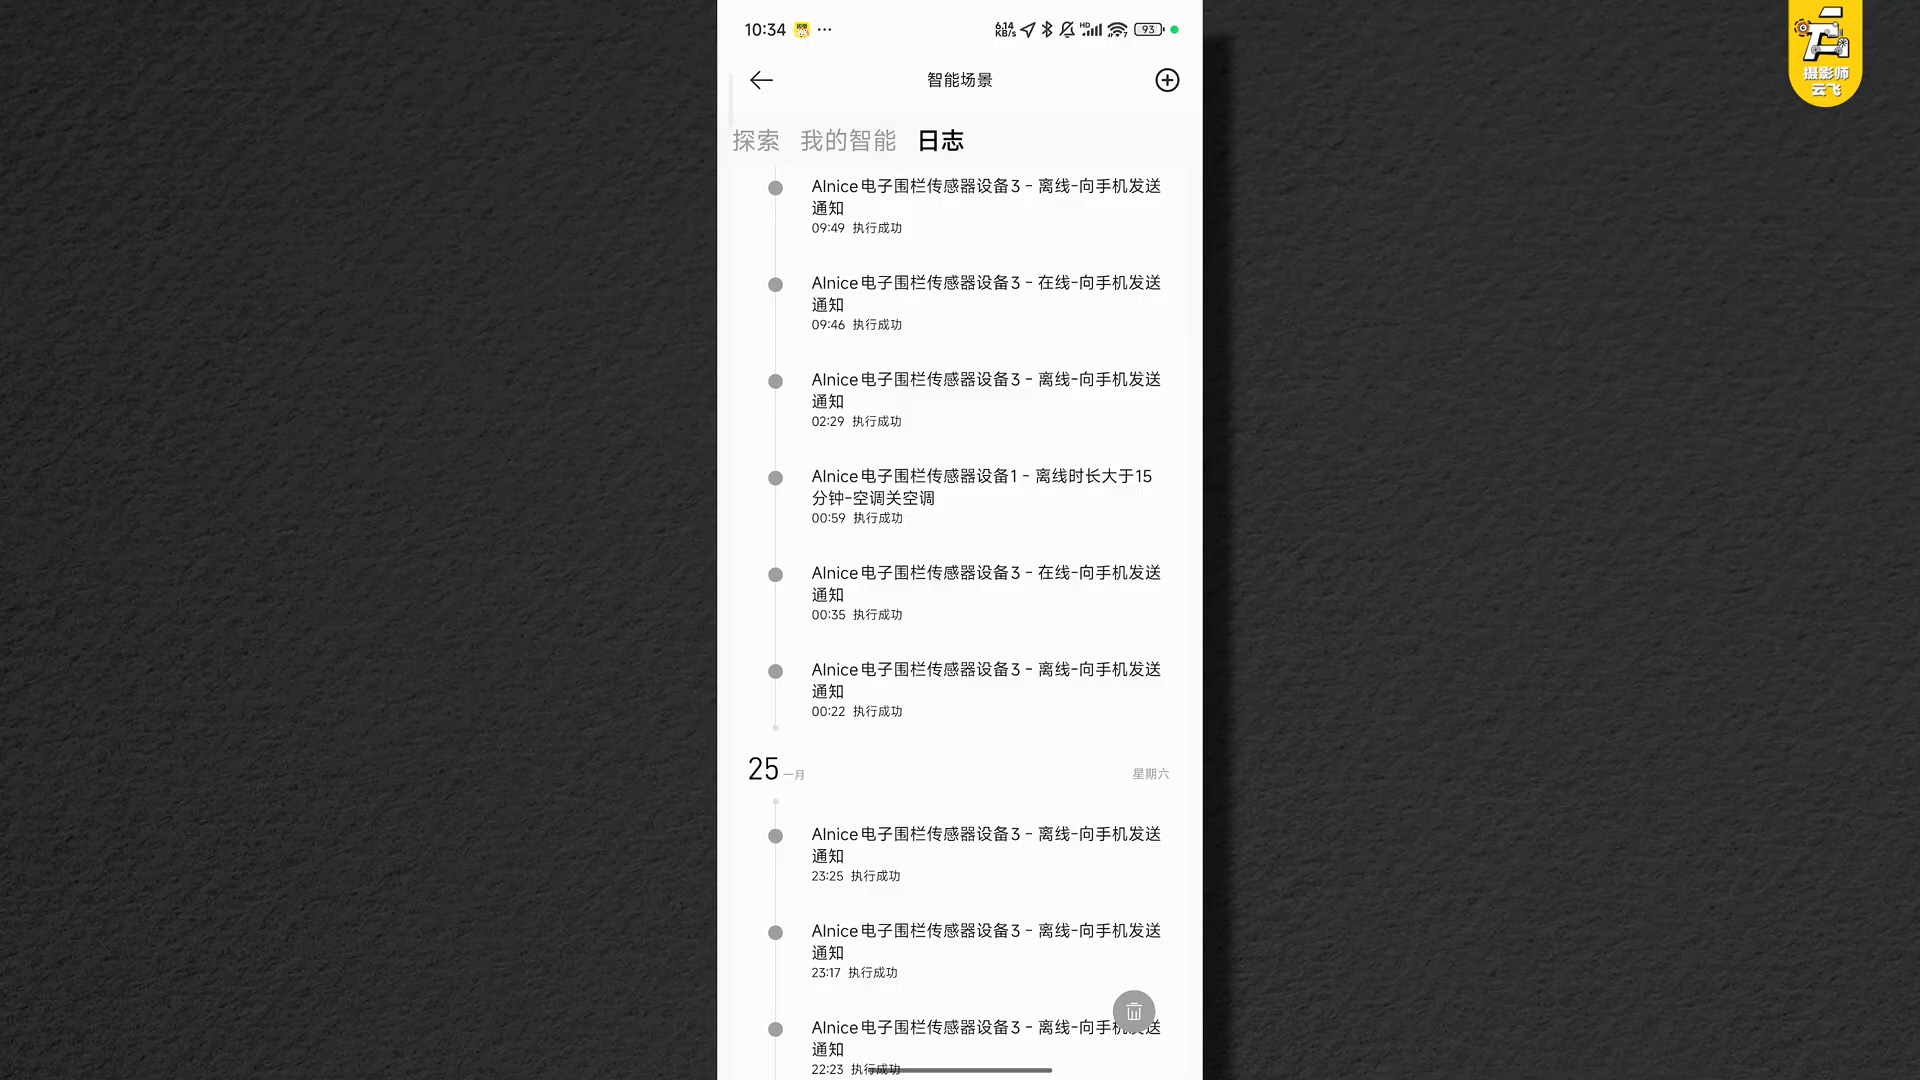 10:34
6.14
KB/s
HD
93
智能场景
探索 我的智能 日志
AInice电子围栏传感器设备3 - 离线-向手机发送
通知
09:49 执行成功
AInice电子围栏传感器设备3 - 在线-向手机发送
通知
09:46 执行成功
AInice电子围栏传感器设备3 - 离线-向手机发送
通知
02:29 执行成功
AInice电子围栏传感器设备1 - 离线时长大于15
分钟-空调关空调
00:59 执行成功
AInice电子围栏传感器设备3 - 在线-向手机发送
通知
00:35 执行成功
AInice电子围栏传感器设备3 - 离线-向手机发送
通知
00:22 执行成功
25 一月 星期六
AInice电子围栏传感器设备3 - 离线-向手机发送
通知
23:25 执行成功
AInice电子围栏传感器设备3 - 离线-向手机发送
通知
23:17 执行成功
AInice电子围栏传感器设备3 - 离线-向手机发送
通知
22:23 执行成功
摄影师
云飞